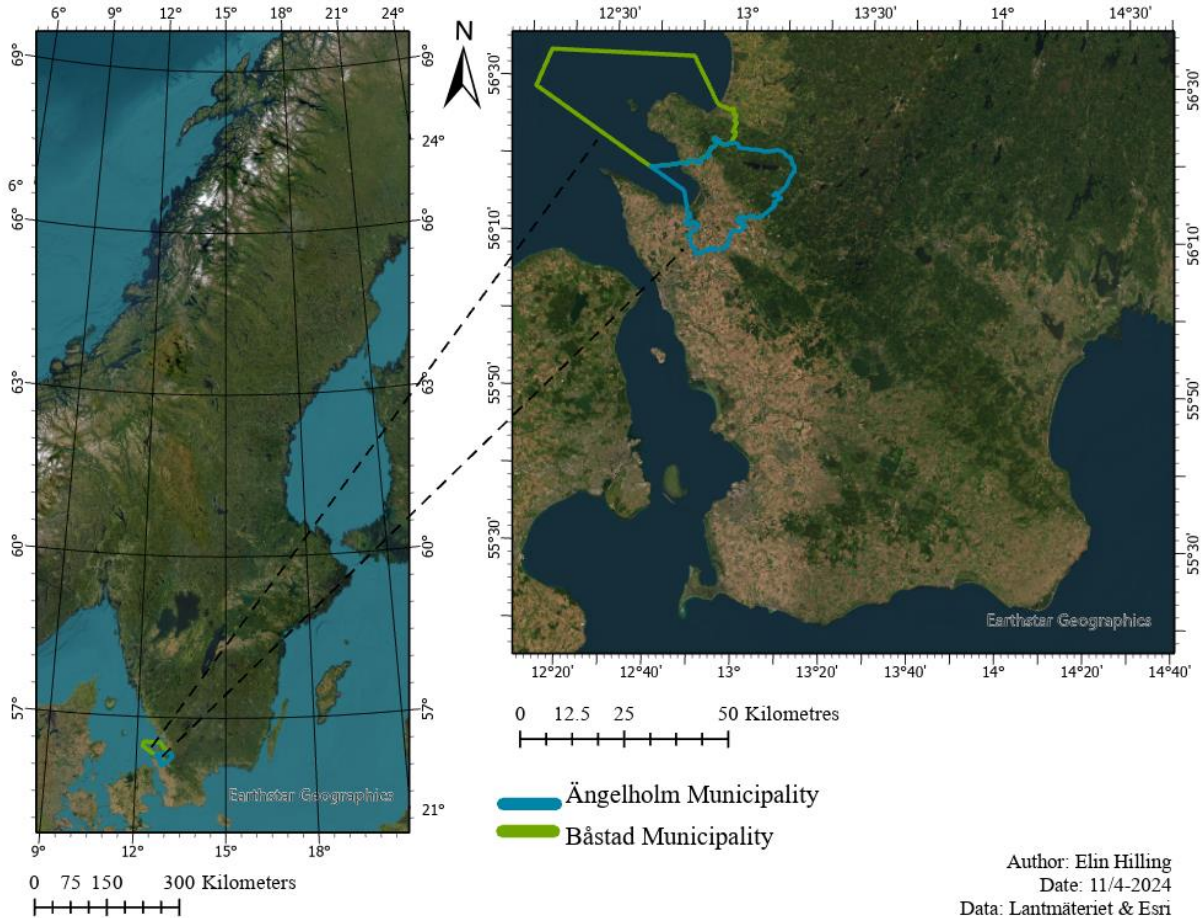 6° 9° 12° 15° 18° 21° 24°
12°30' 13° 13°30' 14° 14°30'
N
69° 69°
24°
6°
66° 66°
63° 63°
60° 60°
57° 57°
21°
9° 12° 15° 18°
Earthstar Geographics
0 75 150 300 Kilometers
56°30' 56°30'
56°10' 56°10'
55°50' 55°50'
55°30' 55°30'
Earthstar Geographics
12°20' 12°40' 13° 13°20' 13°40' 14° 14°20' 14°40'
0 12.5 25 50 Kilometres
Ängelholm Municipality
Båstad Municipality
Author: Elin Hilling
Date: 11/4-2024
Data: Lantmäteriet & Esri